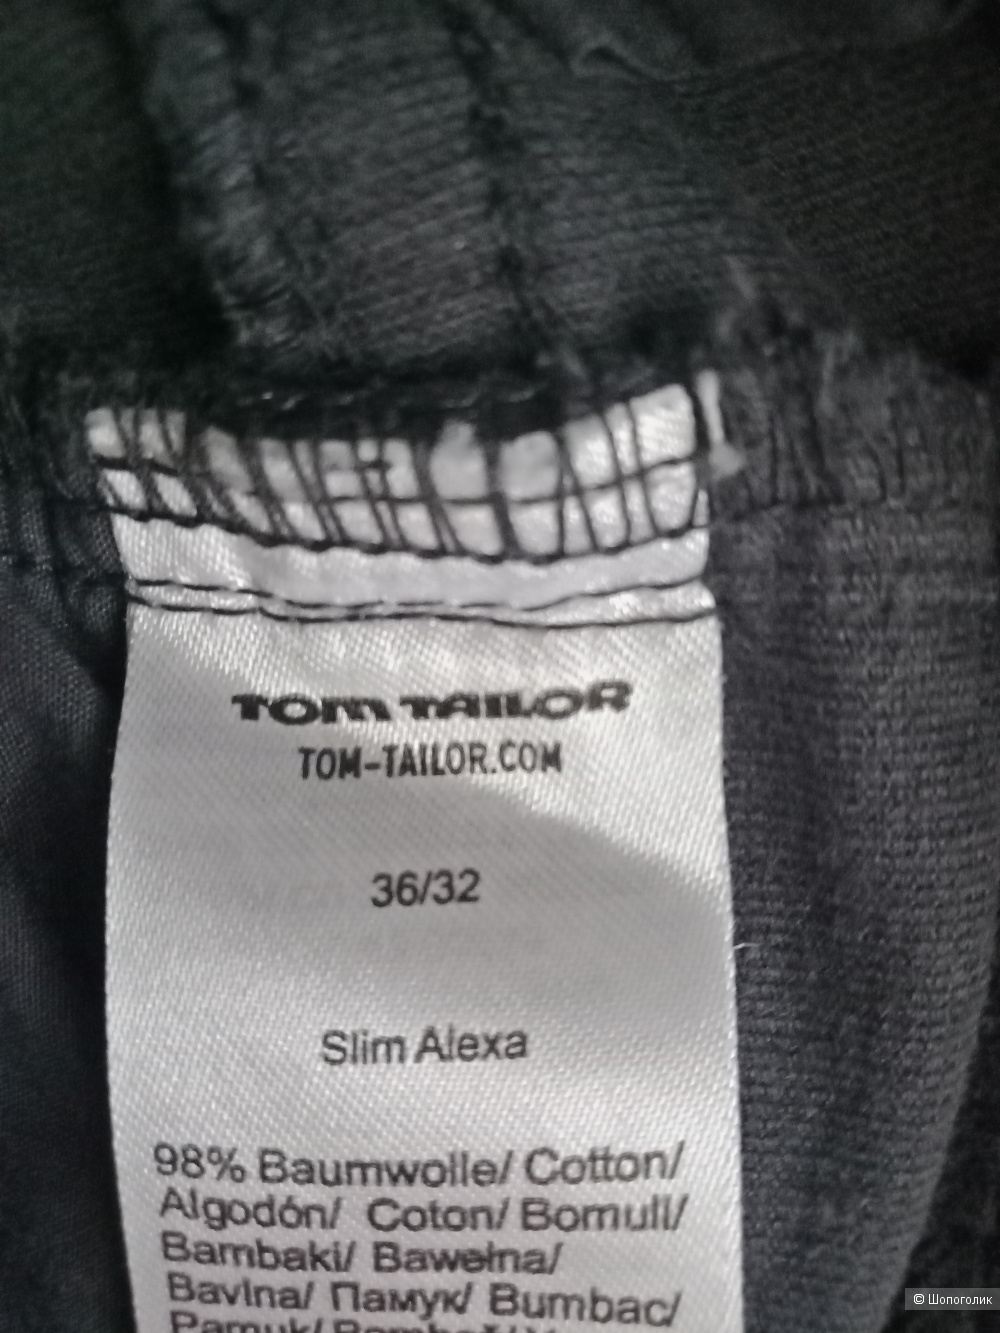 TOM TAILOR
TOM-TAILOR.COM
36/32
Slim Alexa
98% Baumwolle/ Cotton/
Algodón/ Coton/ Bomull/
Bambaki/ Bawełna/
Bavlna/ Памук/ Bumbac/
Pamuk/
© Шопоголик